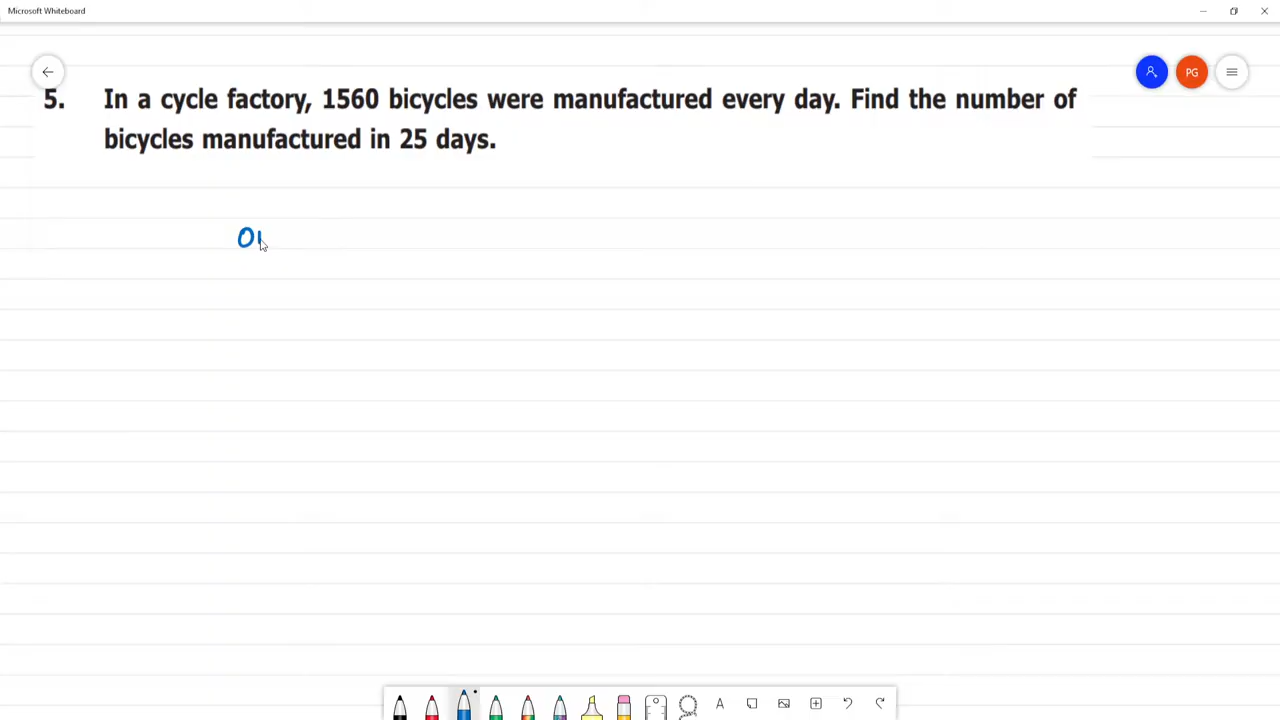 Microsoft Whiteboard
PG
5. In a cycle factory, 1560 bicycles were manufactured every day. Find the number of
bicycles manufactured in 25 days.
A